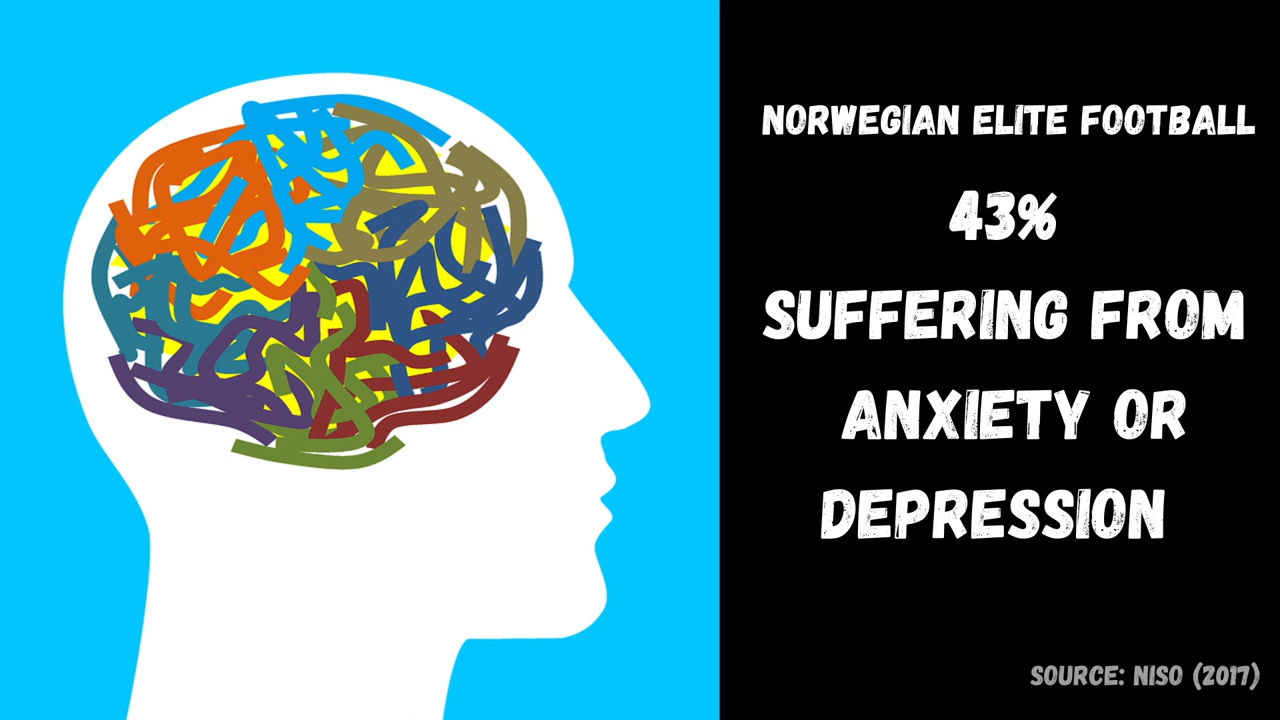 NORWEGIAN ELITE FOOTBALL
43%
SUFFERING FROM
ANXIETY OR
DEPRESSION
SOURCE: NISO (2017)